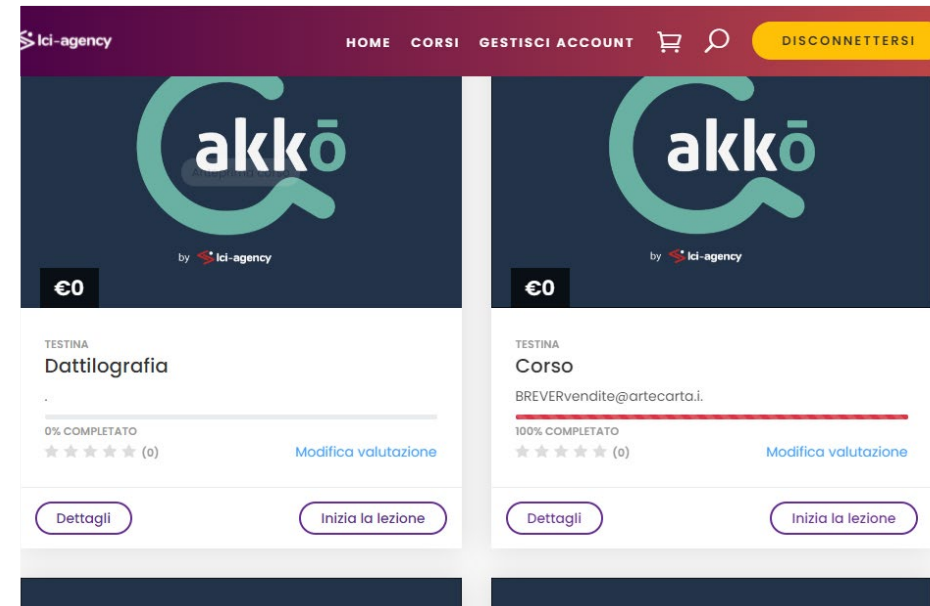 lci-agency
HOME CORSI GESTISCI ACCOUNT DISCONNETTERSI
akkō
Anteprima corso
by lci-agency
€0
TESTINA
Dattilografia
.
0% COMPLETATO
(0) Modifica valutazione
Dettagli Inizia la lezione
akkō
by lci-agency
€0
TESTINA
Corso
BREVERvendite@artecarta.i.
100% COMPLETATO
(0) Modifica valutazione
Dettagli Inizia la lezione